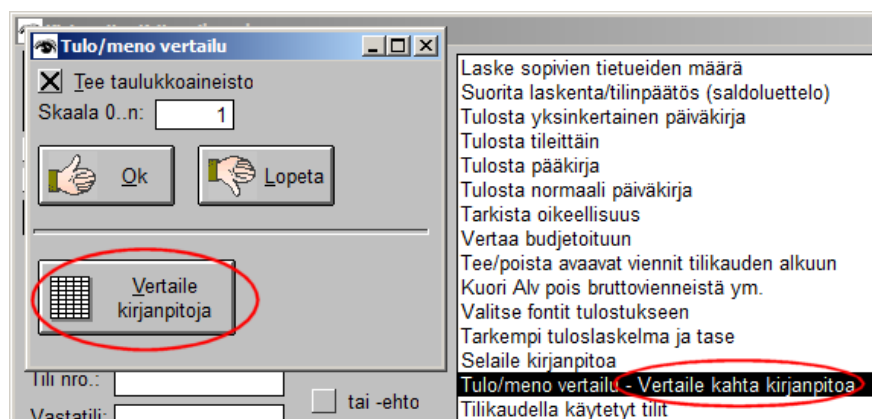 Tulo/meno vertailu
Tee taulukkoaineisto
Skaala 0..n: 1
Ok
Lopeta
Vertaile
kirjanpitoja
Tili nro.:
Vastatili:
tai -ehto
Laske sopivien tietueiden määrä
Suorita laskenta/tilinpäätös (saldoluettelo)
Tulosta yksinkertainen päiväkirja
Tulosta tileittäin
Tulosta pääkirja
Tulosta normaali päiväkirja
Tarkista oikeellisuus
Vertaa budjetoituun
Tee/poista avaavat viennit tilikauden alkuun
Kuori Alv pois bruttovienneistä ym.
Valitse fontit tulostukseen
Tarkempi tuloslaskelma ja tase
Selaile kirjanpitoa
Tulo/meno vertailu - Vertaile kahta kirjanpitoa
Tilikaudella käytetyt tilit